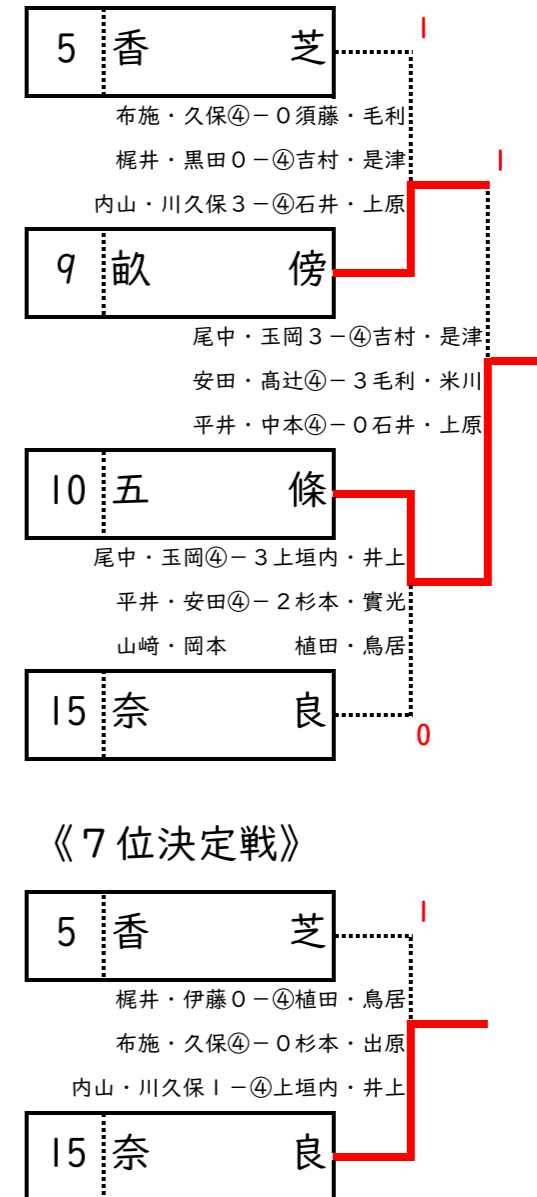 5 香 芝
1
布施・久保④－0須藤・毛利
梶井・黒田0－④吉村・是津
1
内山・川久保3－④石井・上原
9 畝 傍
尾中・玉岡3－④吉村・是津
安田・髙辻④－3毛利・米川
平井・中本④－0石井・上原
10 五 條
尾中・玉岡④－3上垣内・井上
平井・安田④－2杉本・實光
山﨑・岡本 植田・鳥居
15 奈 良
0
《7位決定戦》
5 香 芝
1
梶井・伊藤0－④植田・鳥居
布施・久保④－0杉本・出原
内山・川久保1－④上垣内・井上
15 奈 良